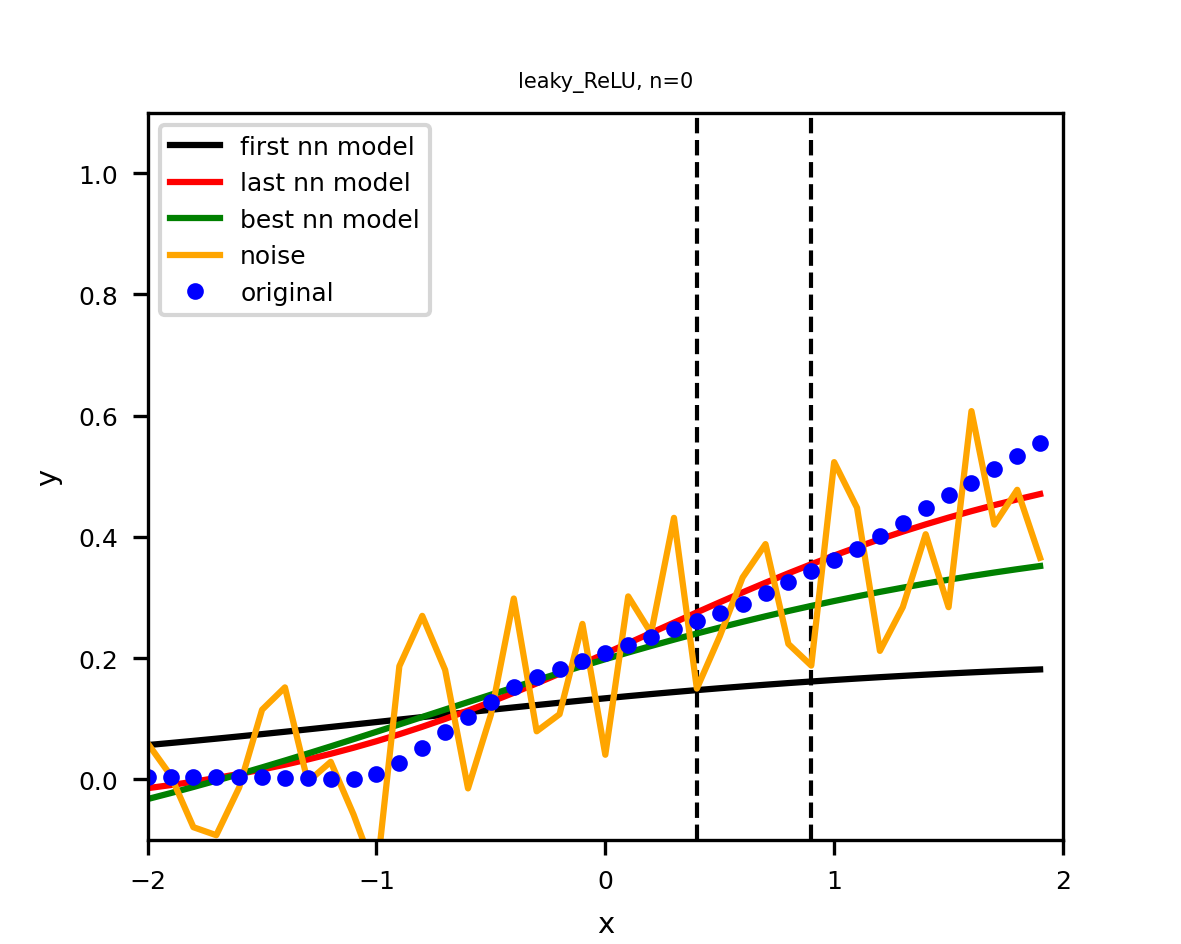 leaky_ReLU, n=0
first nn model
last nn model
best nn model
noise
original
1.0
0.8
0.6
0.4
0.2
0.0
y
−2
−1
0
1
2
x